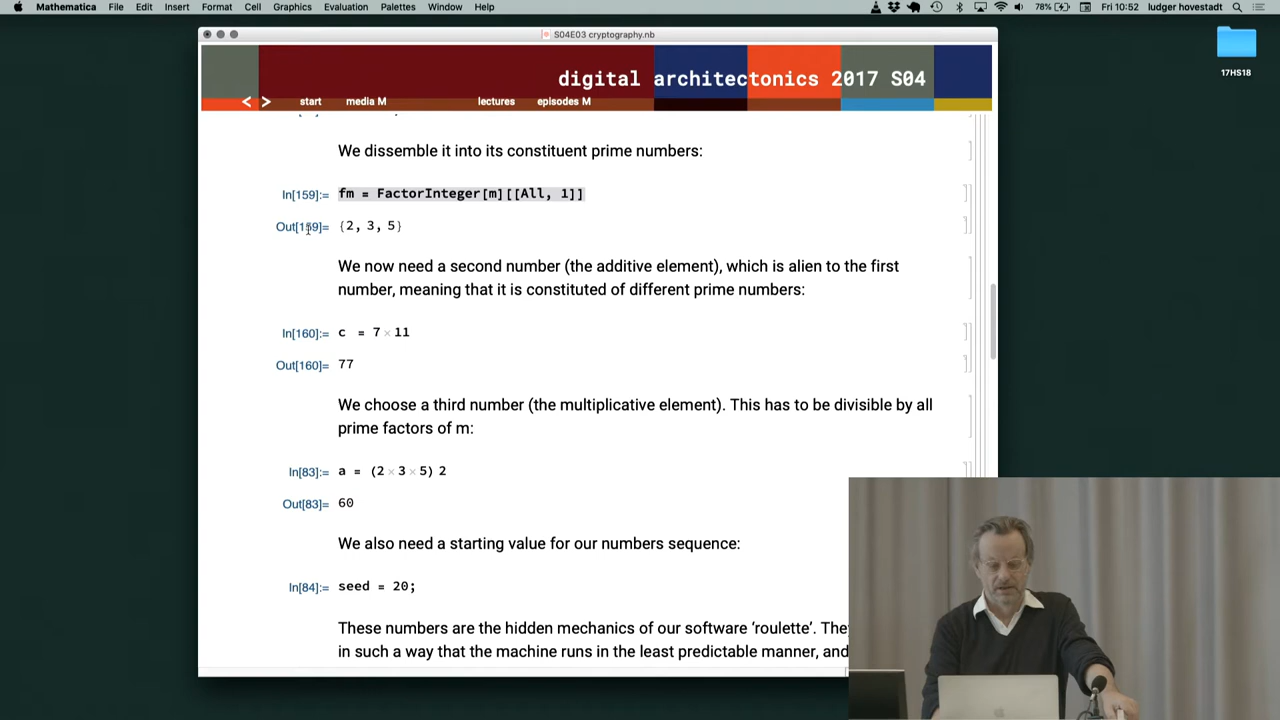 Mathematica File Edit Insert Format Cell Graphics Evaluation Palettes Window Help 78% Fri 10:52 ludger hovestadt
S04E03 cryptography.nb
17HS18
digital architectonics 2017 S04
< > start media M lectures episodes M
We dissemble it into its constituent prime numbers:
In[159]:= fm = FactorInteger[m][[All, 1]]
Out[159]= {2, 3, 5}
We now need a second number (the additive element), which is alien to the first
number, meaning that it is constituted of different prime numbers:
In[160]:= c = 7 × 11
Out[160]= 77
We choose a third number (the multiplicative element). This has to be divisible by all
prime factors of m:
In[83]:= a = (2 × 3 × 5) 2
Out[83]= 60
We also need a starting value for our numbers sequence:
In[84]:= seed = 20;
These numbers are the hidden mechanics of our software 'roulette'.
in such a way that the machine runs in the least predictable manner, and